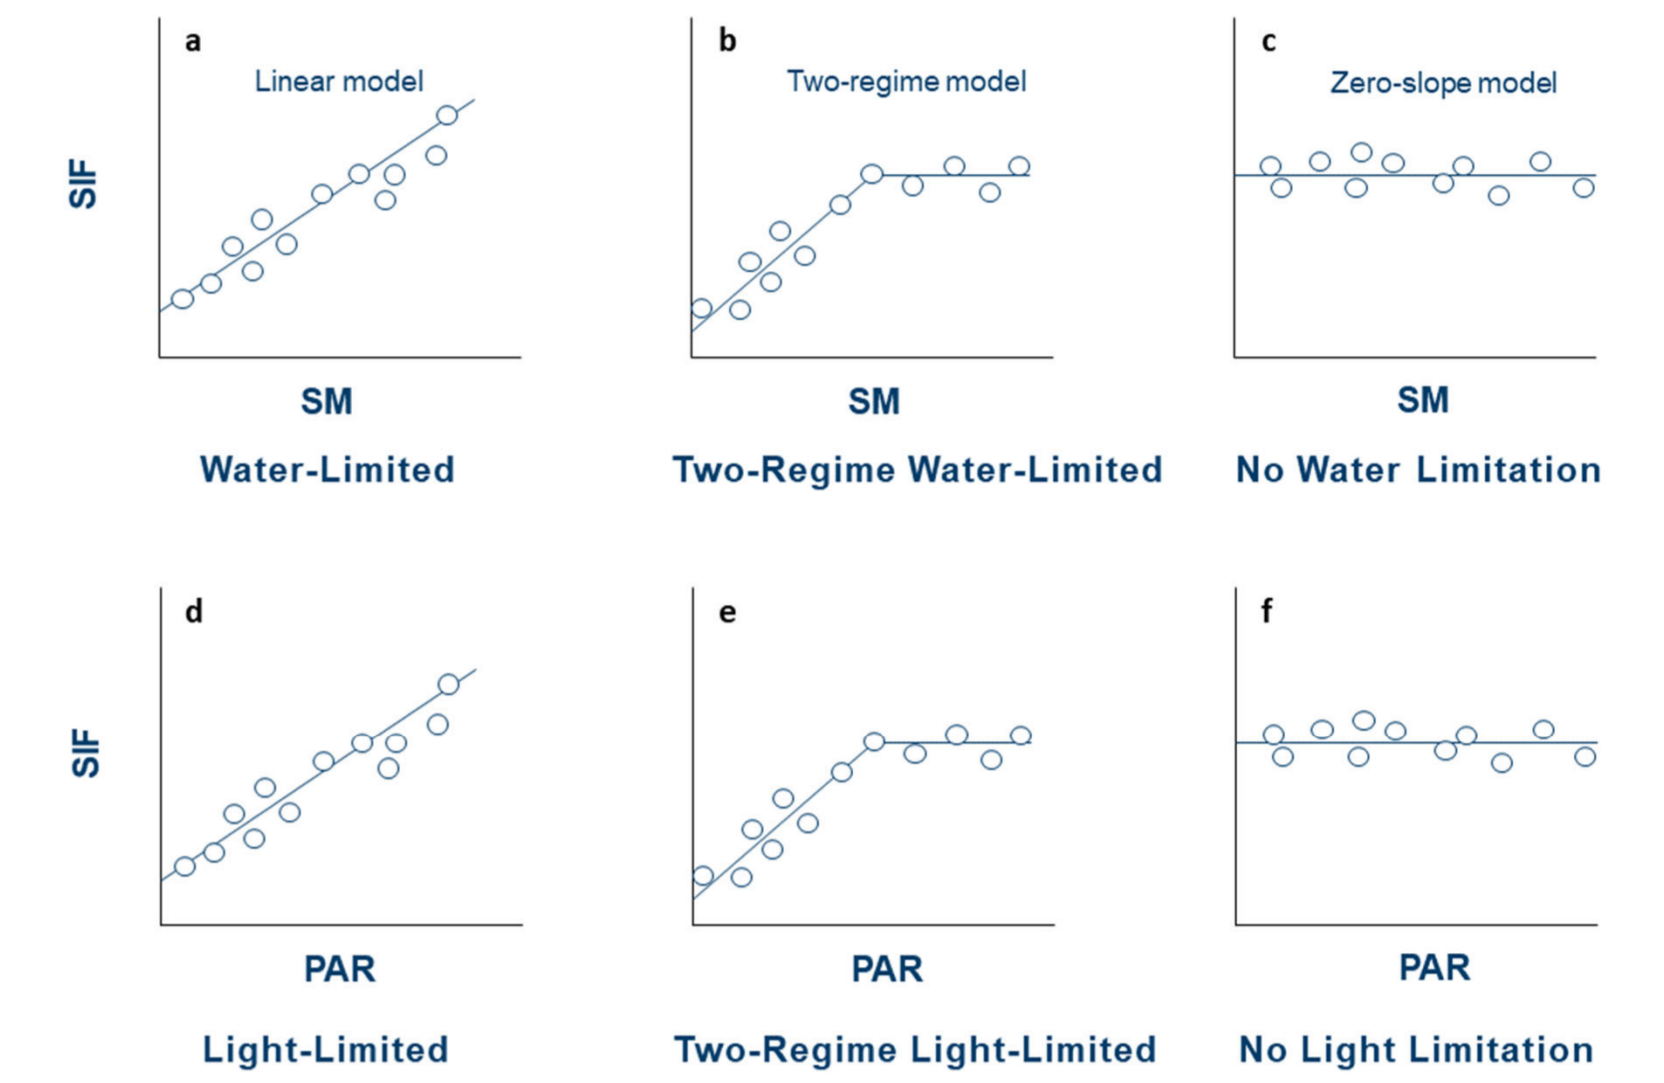 a
Linear model
SIF
SM
Water-Limited
b
Two-regime model
SM
Two-Regime Water-Limited
c
Zero-slope model
SM
No Water Limitation
d
SIF
PAR
Light-Limited
e
PAR
Two-Regime Light-Limited
f
PAR
No Light Limitation